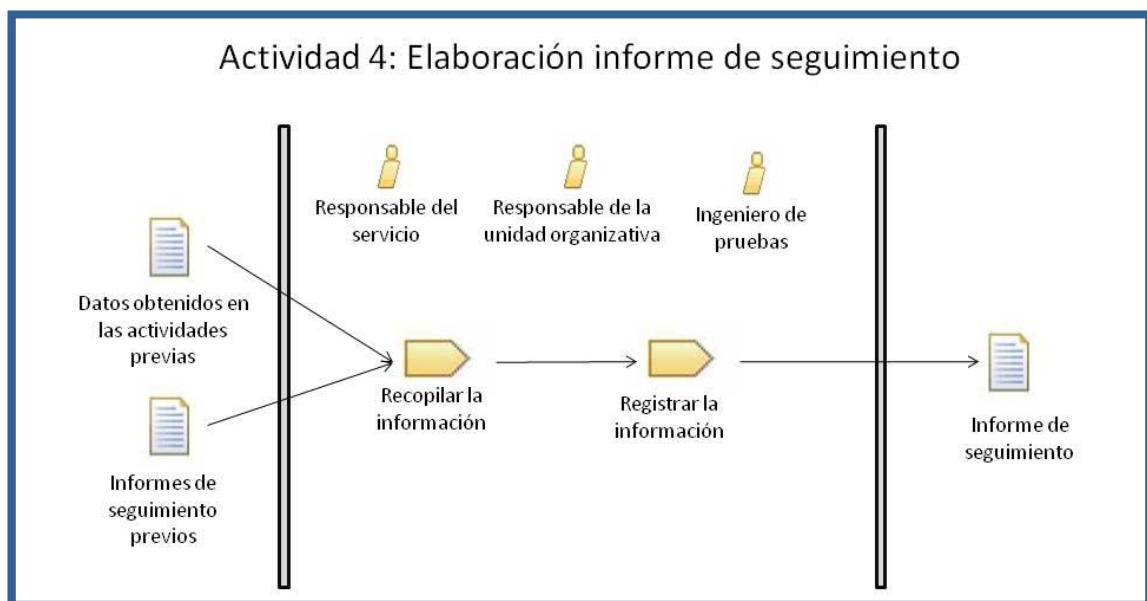 Actividad 4: Elaboración informe de seguimiento
Responsable del
servicio
Responsable de la
unidad organizativa
Ingeniero de
pruebas
Datos obtenidos en
las actividades
previas
Recopilar la
información
Registrar la
información
Informe de
seguimiento
Informes de
seguimiento
previos